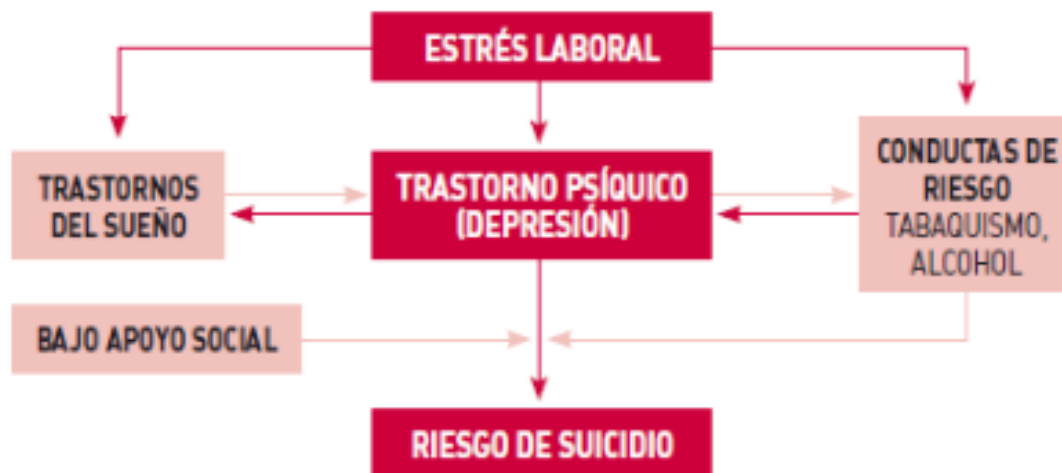 ESTRÉS LABORAL
TRASTORNOS
DEL SUEÑO
TRASTORNO PSÍQUICO
(DEPRESIÓN)
CONDUCTAS DE
RIESGO
TABAQUISMO,
ALCOHOL
BAJO APOYO SOCIAL
RIESGO DE SUICIDIO